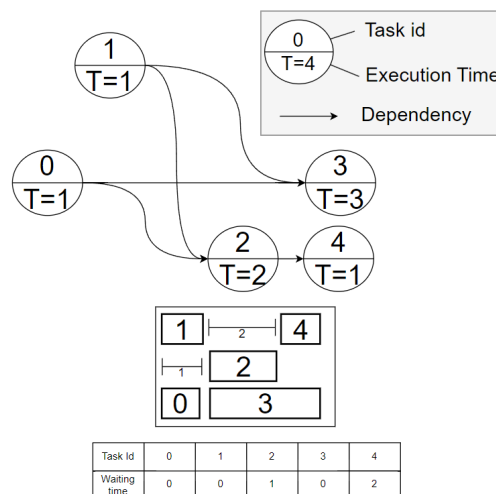 1
T=1
0
T=4
Task id
Execution Time
Dependency
0
T=1
3
T=3
2
T=2
4
T=1
1
2
4
1
2
0
3
Task Id 0 1 2 3 4
Waiting time 0 0 1 0 2